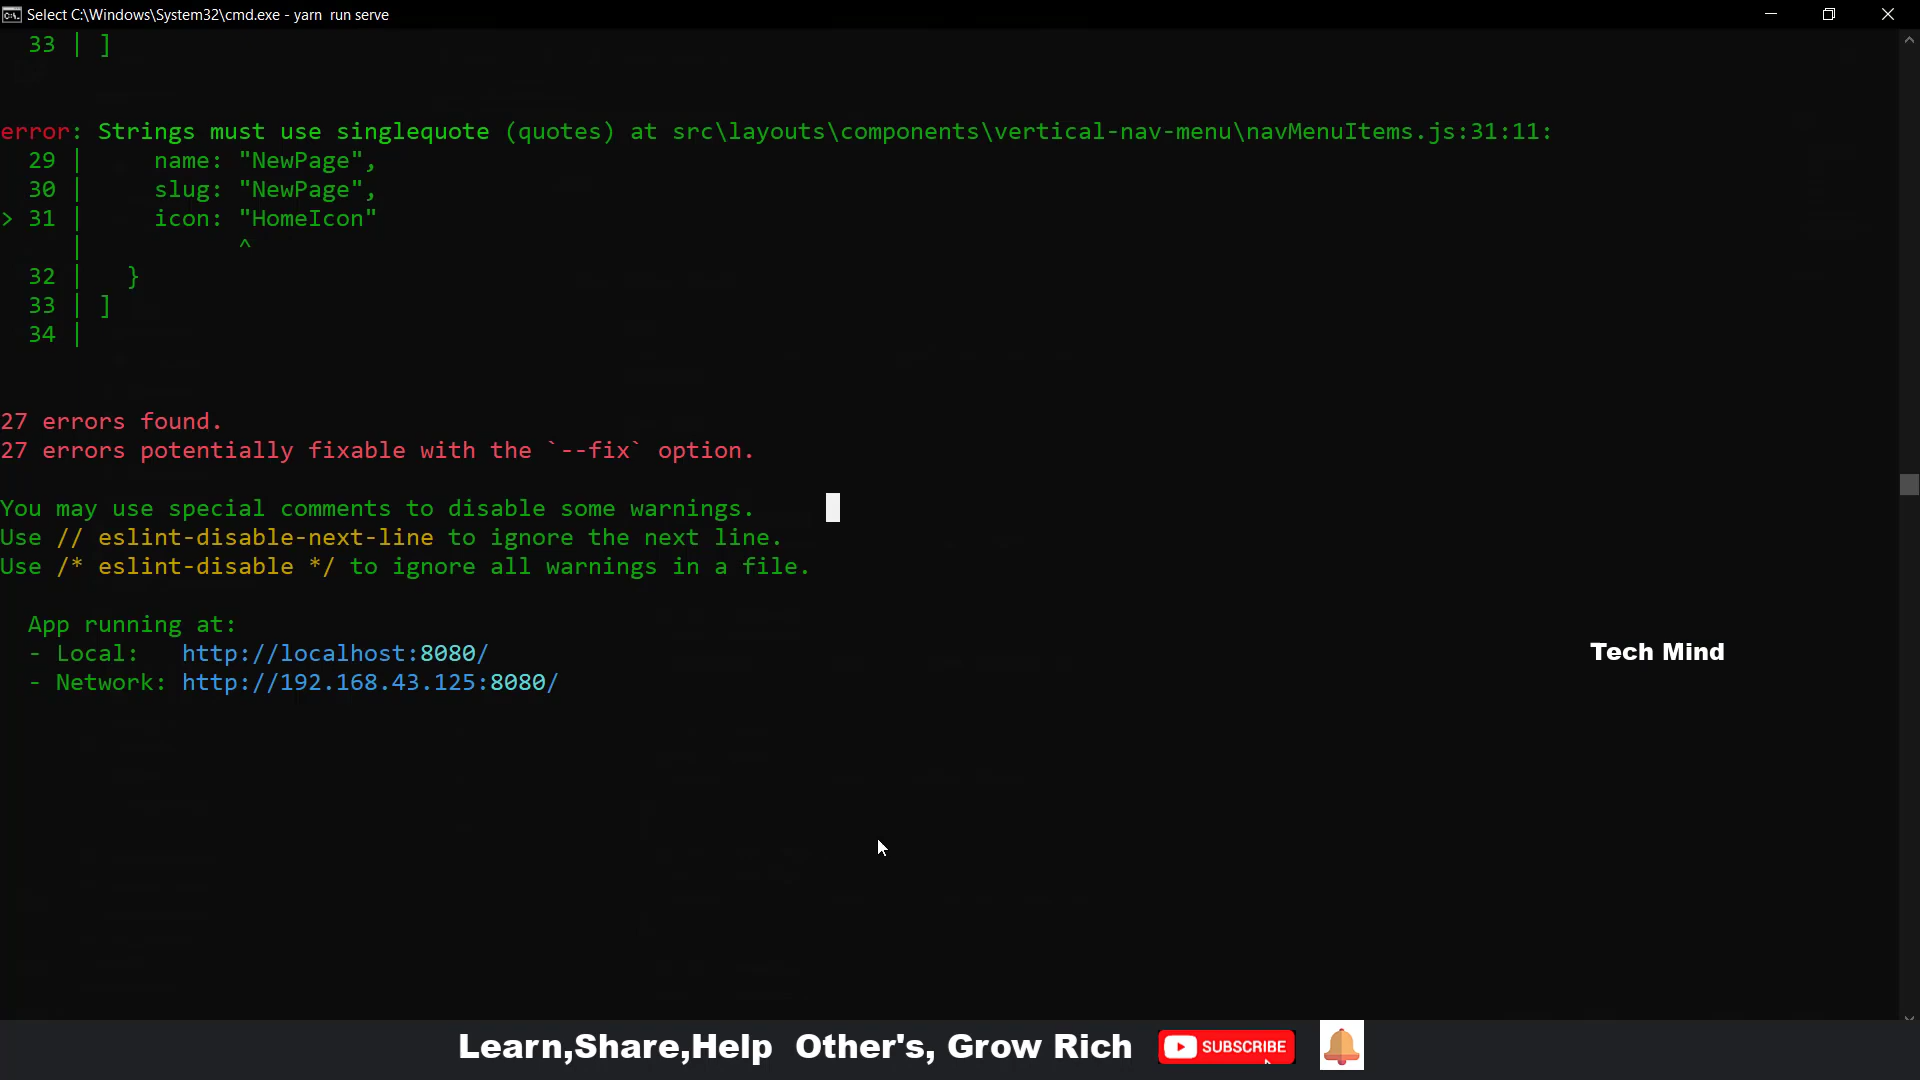 Select C:\Windows\System32\cmd.exe - yarn  run serve
33 | ]
error: Strings must use singlequote (quotes) at src\layouts\components\vertical-nav-menu\navMenuItems.js:31:11:
29 |     name: "NewPage",
30 |     slug: "NewPage",
> 31 |     icon: "HomeIcon"
|           ^
32 |   }
33 | ]
34 |
27 errors found.
27 errors potentially fixable with the `--fix` option.
You may use special comments to disable some warnings.
Use // eslint-disable-next-line to ignore the next line.
Use /* eslint-disable */ to ignore all warnings in a file.
App running at:
- Local:   http://localhost:8080/
- Network: http://192.168.43.125:8080/
Tech Mind
Learn,Share,Help  Other's, Grow Rich
SUBSCRIBE